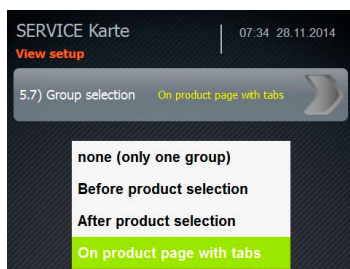 SERVICE Karte
07:34 28.11.2014
View setup
5.7) Group selection On product page with tabs
none (only one group)
Before product selection
After product selection
On product page with tabs